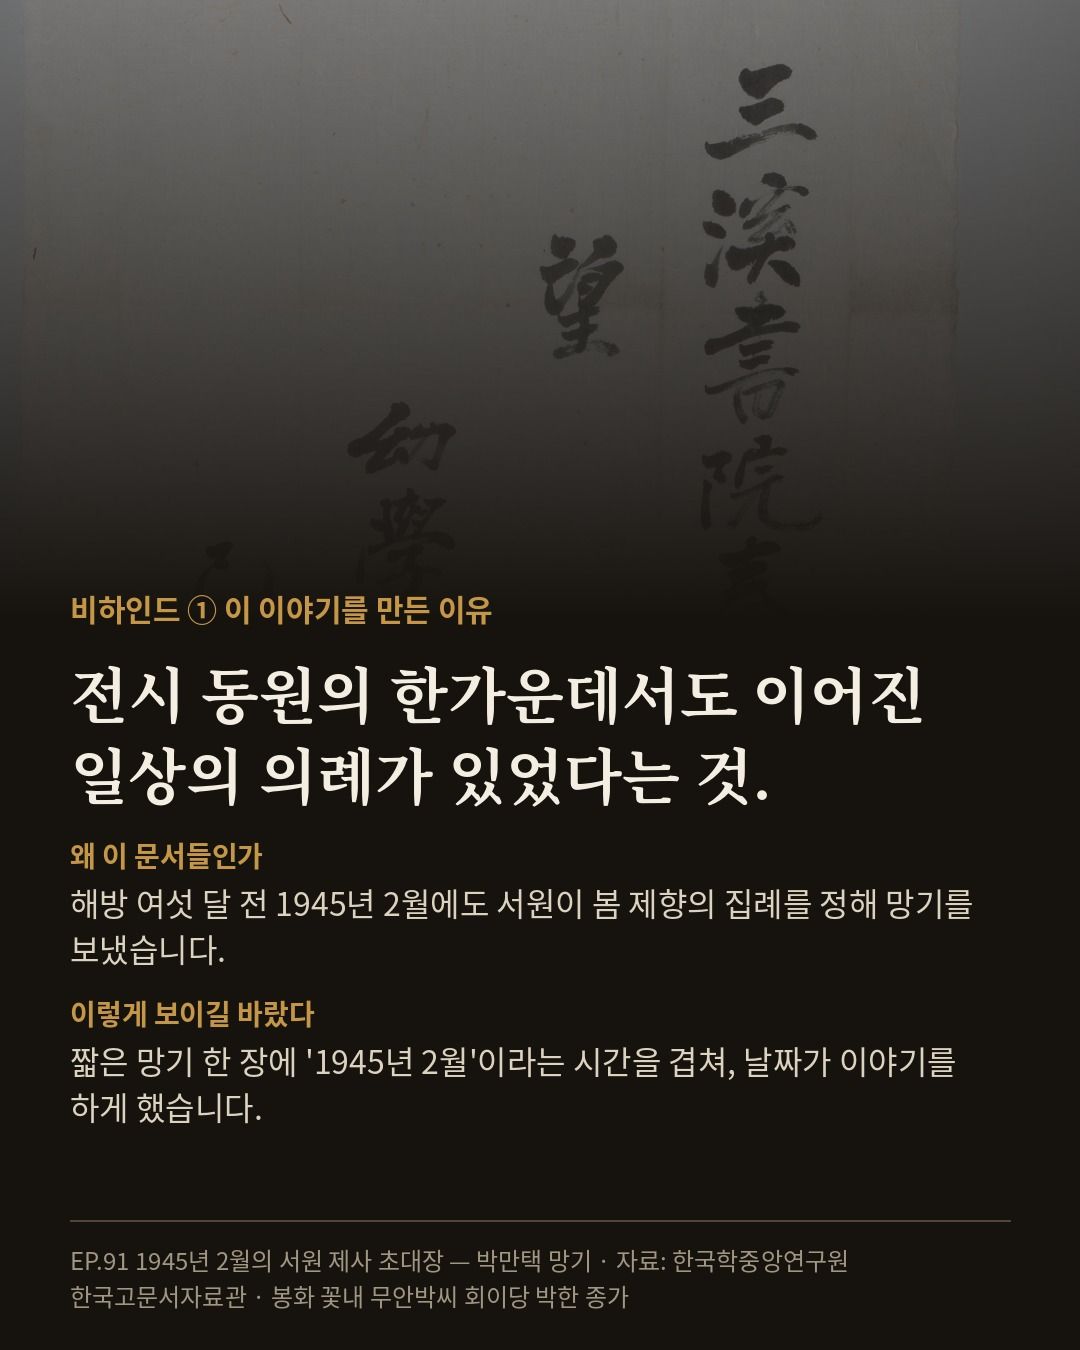 三溪書院
望
幼學
비하인드 ① 이 이야기를 만든 이유
전시 동원의 한가운데서도 이어진
일상의 의례가 있었다는 것.
왜 이 문서들인가
해방 여섯 달 전 1945년 2월에도 서원이 봄 제향의 집례를 정해 망기를
보냈습니다.
이렇게 보이길 바랐다
짧은 망기 한 장에 '1945년 2월'이라는 시간을 겹쳐, 날짜가 이야기를
하게 했습니다.
EP.91 1945년 2월의 서원 제사 초대장 — 박만택 망기 · 자료: 한국학중앙연구원
한국고문서자료관 · 봉화 꽃내 무안박씨 회이당 박한 종가